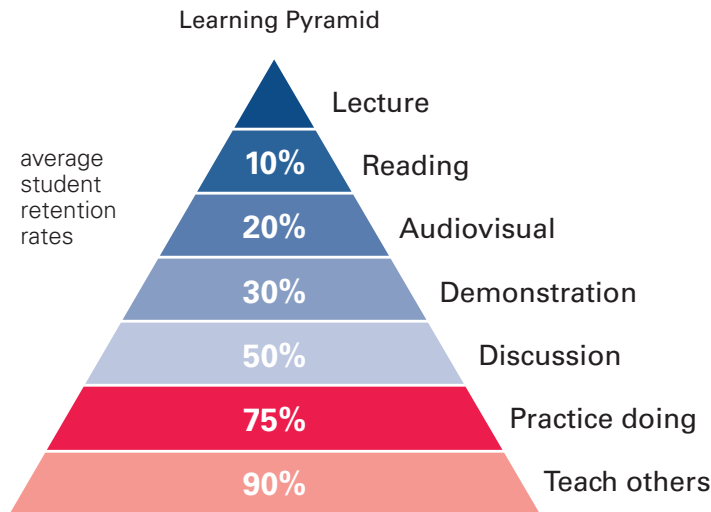 Learning Pyramid
Lecture
average
student
retention
rates
10% Reading
20% Audiovisual
30% Demonstration
50% Discussion
75% Practice doing
90% Teach others